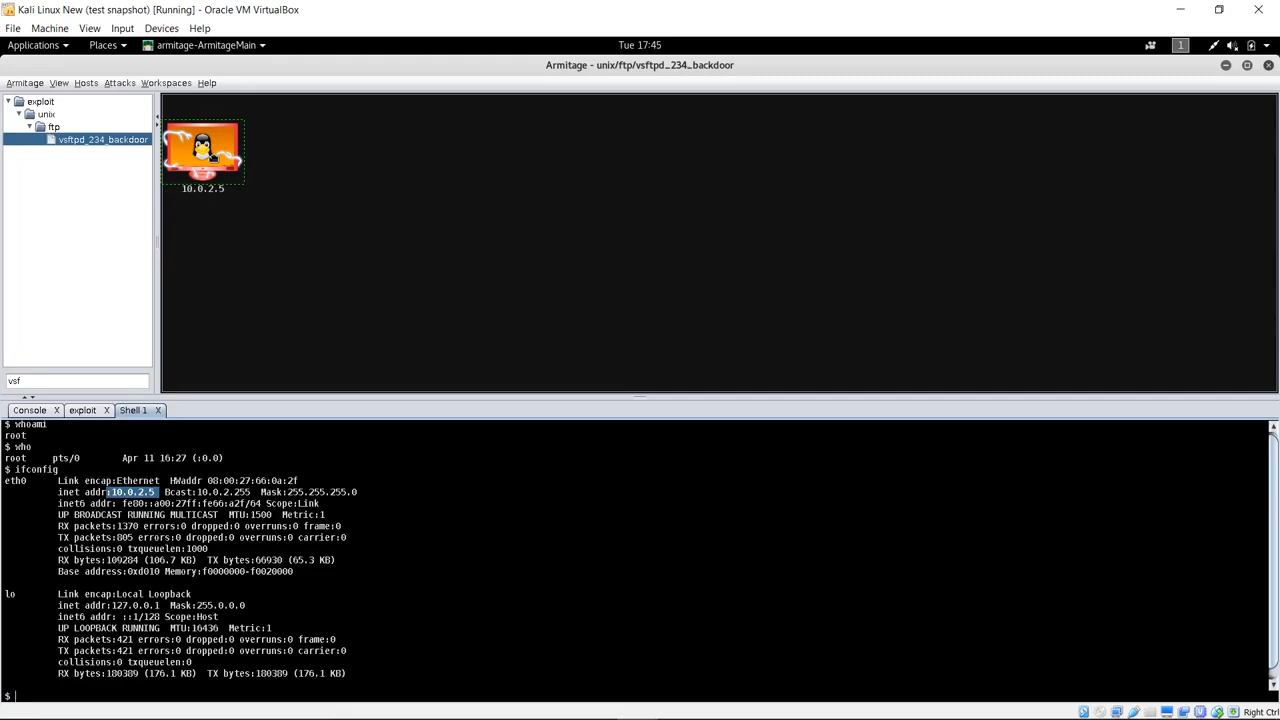 Kali Linux New (test snapshot) [Running] - Oracle VM VirtualBox
File Machine View Input Devices Help
Applications Places armitage-ArmitageMain Tue 17:45 1
Armitage - unix/ftp/vsftpd_234_backdoor
Armitage View Hosts Attacks Workspaces Help
exploit
unix
ftp
vsftpd_234_backdoor
10.0.2.5
vsf
Console X exploit X Shell 1 X
$ whoami
root
$ who
root pts/0 Apr 11 16:27 (:0.0)
$ ifconfig
eth0 Link encap:Ethernet HWaddr 08:00:27:66:0a:2f
inet addr:10.0.2.5 Bcast:10.0.2.255 Mask:255.255.255.0
inet6 addr: fe80::a00:27ff:fe66:a2f/64 Scope:Link
UP BROADCAST RUNNING MULTICAST MTU:1500 Metric:1
RX packets:1370 errors:0 dropped:0 overruns:0 frame:0
TX packets:805 errors:0 dropped:0 overruns:0 carrier:0
collisions:0 txqueuelen:1000
RX bytes:109284 (106.7 KB) TX bytes:66930 (65.3 KB)
Base address:0xd010 Memory:f0000000-f0020000
lo Link encap:Local Loopback
inet addr:127.0.0.1 Mask:255.0.0.0
inet6 addr: ::1/128 Scope:Host
UP LOOPBACK RUNNING MTU:16436 Metric:1
RX packets:421 errors:0 dropped:0 overruns:0 frame:0
TX packets:421 errors:0 dropped:0 overruns:0 carrier:0
collisions:0 txqueuelen:0
RX bytes:180389 (176.1 KB) TX bytes:180389 (176.1 KB)
$
Right Ctrl